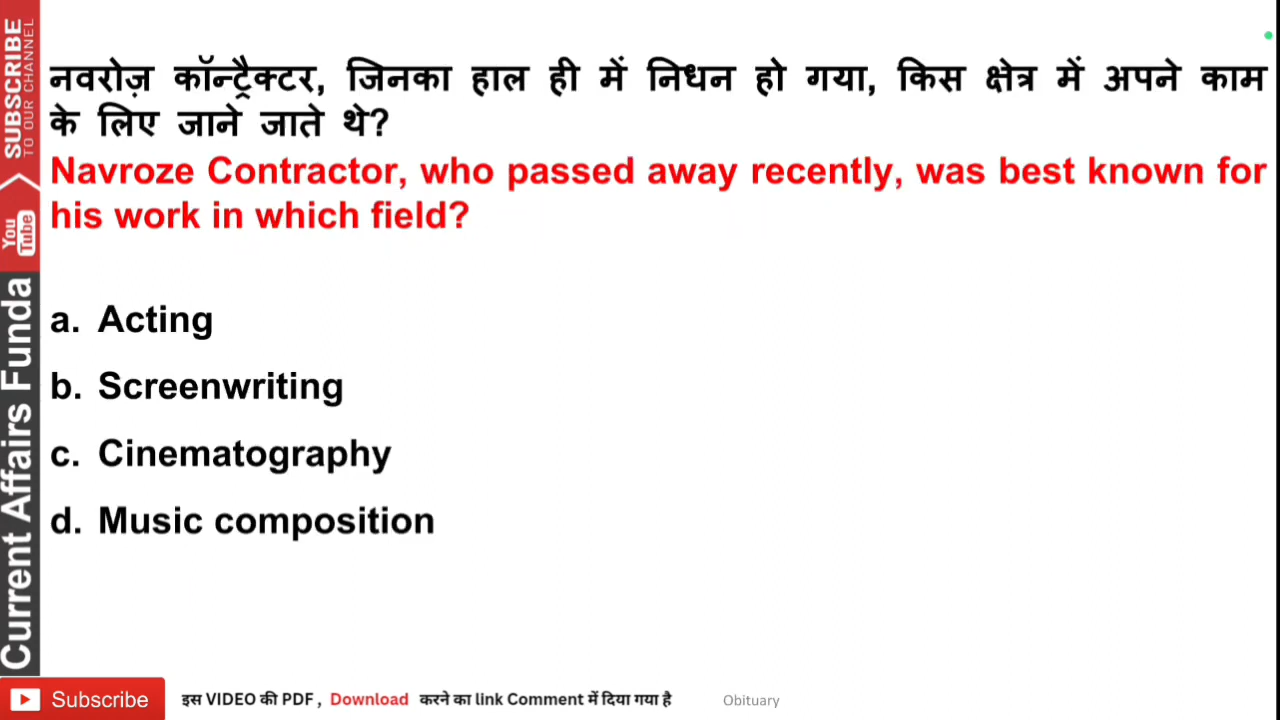 नवरोज़ कॉन्ट्रैक्टर, जिनका हाल ही में निधन हो गया, किस क्षेत्र में अपने काम
के लिए जाने जाते थे?
Navroze Contractor, who passed away recently, was best known for
his work in which field?
a. Acting
b. Screenwriting
c. Cinematography
d. Music composition
SUBSCRIBE
TO OUR CHANNEL
You
Tube
Current Affairs Funda
Subscribe
इस VIDEO की PDF , Download करने का link Comment में दिया गया है
Obituary